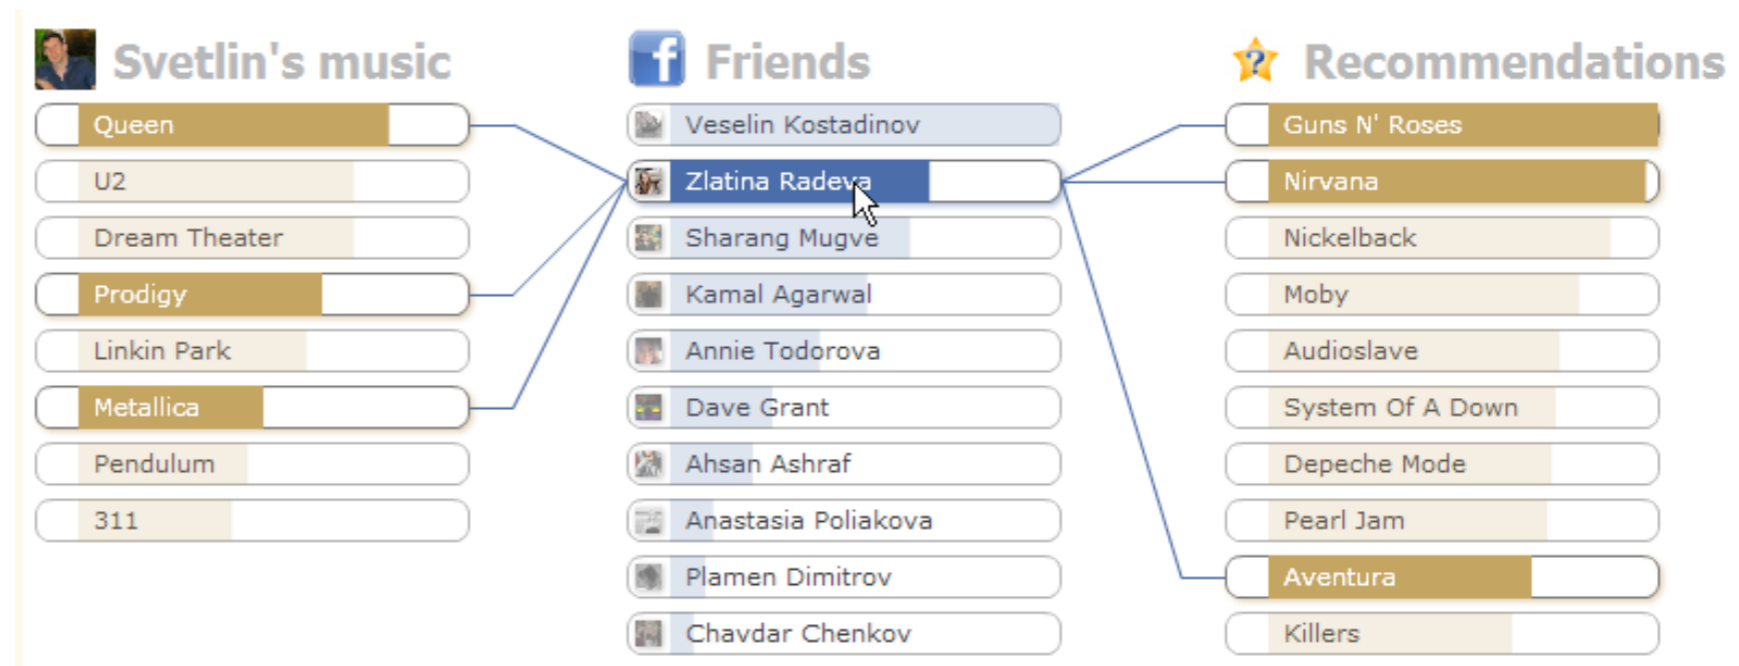 Svetlin's music
Queen
U2
Dream Theater
Prodigy
Linkin Park
Metallica
Pendulum
311
f Friends
Veselin Kostadinov
Zlatina Radeva
Sharang Mugve
Kamal Agarwal
Annie Todorova
Dave Grant
Ahsan Ashraf
Anastasia Poliakova
Plamen Dimitrov
Chavdar Chenkov
? Recommendations
Guns N' Roses
Nirvana
Nickelback
Moby
Audioslave
System Of A Down
Depeche Mode
Pearl Jam
Aventura
Killers